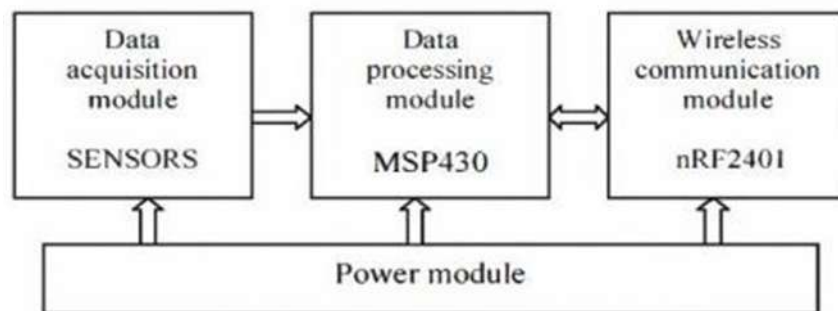 Data
acquisition
module
SENSORS
Data
processing
module
MSP430
Wireless
communication
module
nRF2401
Power module